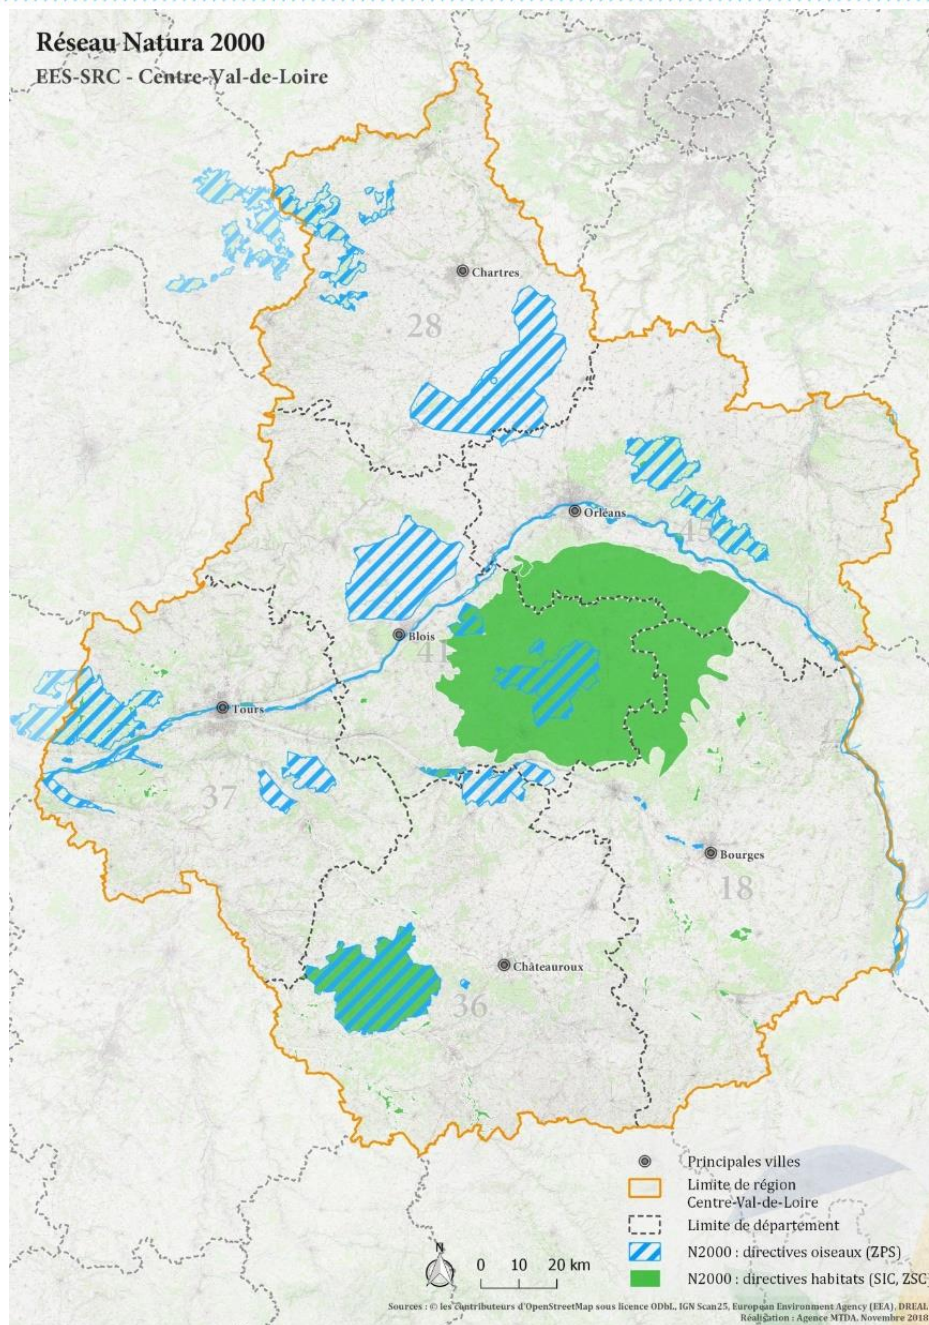 Réseau Natura 2000
EES-SRC - Centre-Val-de-Loire
Chartres
28
Orléans
45
Blois
41
Tours
37
Bourges
18
Châteauroux
36
Principales villes
Limite de région
Centre-Val-de-Loire
Limite de département
N2000 : directives oiseaux (ZPS)
N2000 : directives habitats (SIC, ZSC)
N
0 10 20 km
Sources : © les contributeurs d'OpenStreetMap sous licence ODbL, IGN Scan25, European Environment Agency (EEA), DREAL
Réalisation : Agence MTDA, Novembre 2018